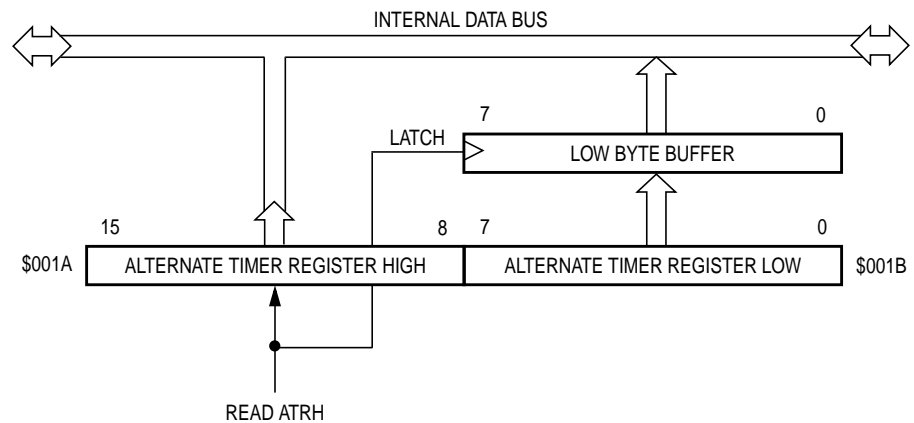 INTERNAL DATA BUS
7 0
LATCH
LOW BYTE BUFFER
15 8 7 0
$001A ALTERNATE TIMER REGISTER HIGH ALTERNATE TIMER REGISTER LOW $001B
READ ATRH